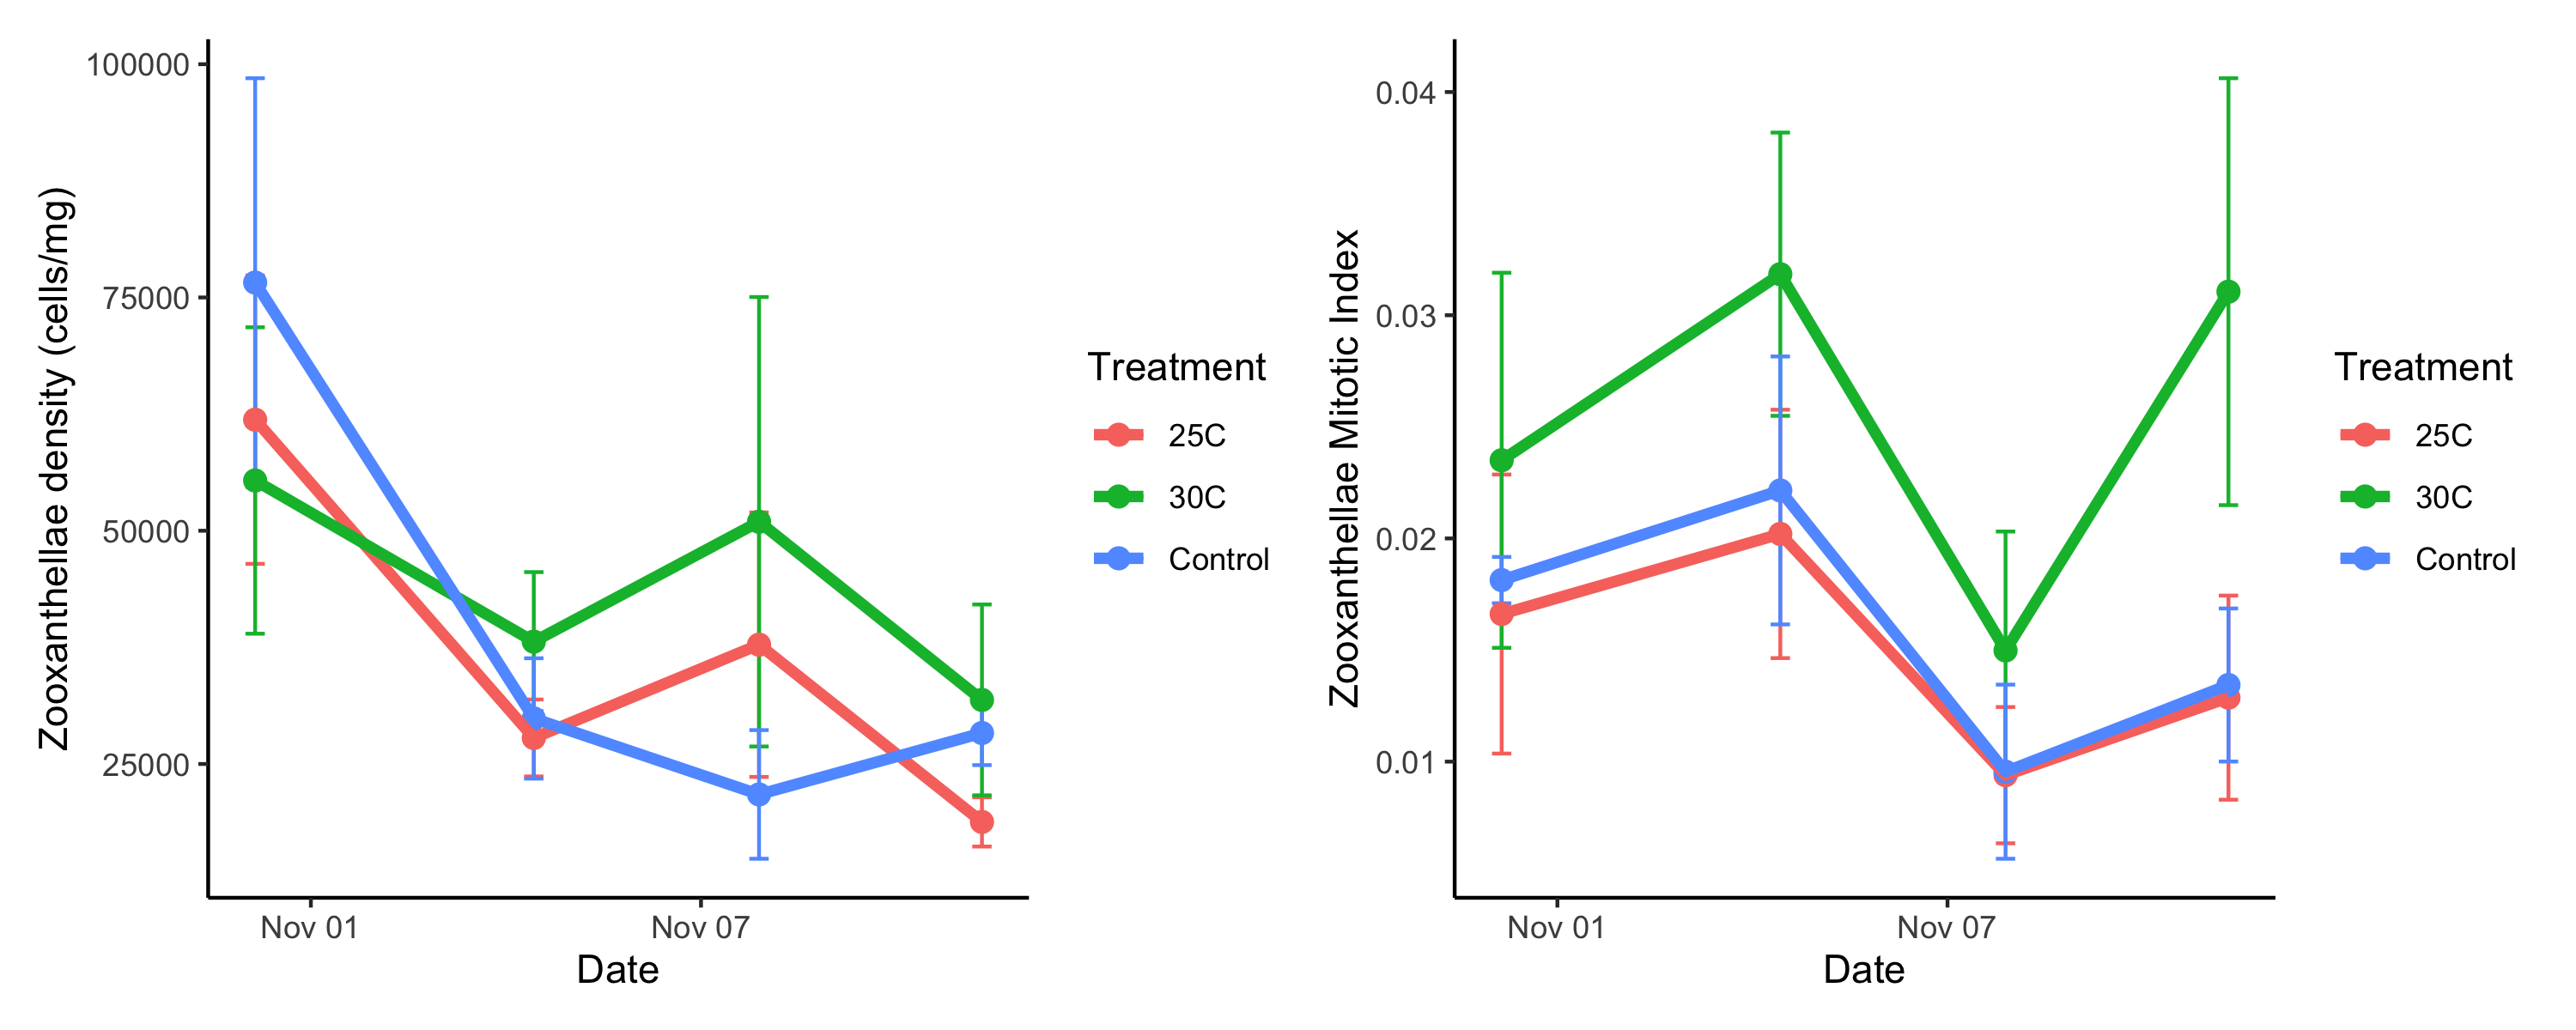 Zooxanthellae density (cells/mg)
100000
75000
50000
25000
Nov 01
Nov 07
Date
Treatment
25C
30C
Control
Zooxanthellae Mitotic Index
0.04
0.03
0.02
0.01
Nov 01
Nov 07
Date
Treatment
25C
30C
Control